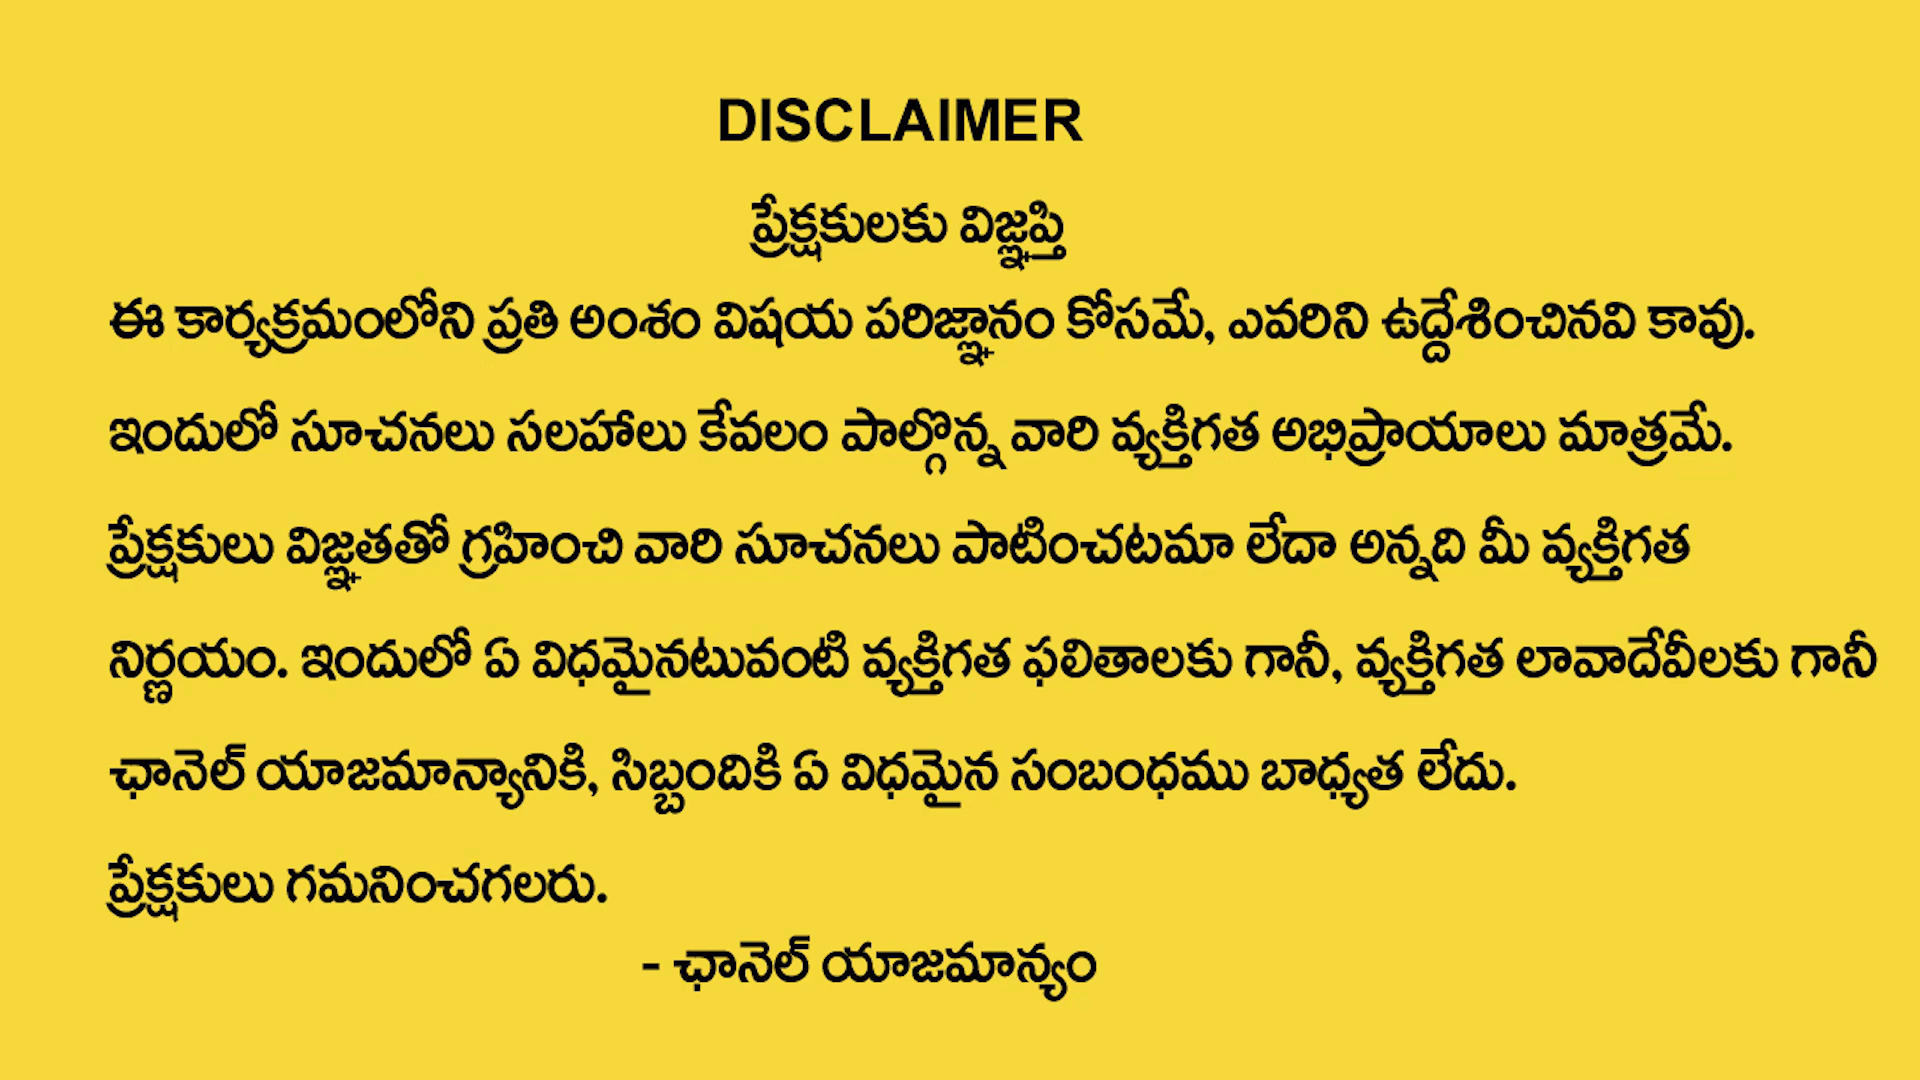 DISCLAIMER
ప్రేక్షకులకు విజ్ఞప్తి
ఈ కార్యక్రమంలోని ప్రతి అంశం విషయ పరిజ్ఞానం కోసమే, ఎవరిని ఉద్దేశించినవి కావు.
ఇందులో సూచనలు సలహాలు కేవలం పాల్గొన్న వారి వ్యక్తిగత అభిప్రాయాలు మాత్రమే.
ప్రేక్షకులు విజ్ఞతతో గ్రహించి వారి సూచనలు పాటించటమా లేదా అన్నది మీ వ్యక్తిగత
నిర్ణయం. ఇందులో ఏ విధమైనటువంటి వ్యక్తిగత ఫలితాలకు గానీ, వ్యక్తిగత లావాదేవీలకు గానీ
ఛానెల్ యాజమాన్యానికి, సిబ్బందికి ఏ విధమైన సంబంధము బాధ్యత లేదు.
ప్రేక్షకులు గమనించగలరు.
- ఛానెల్ యాజమాన్యం